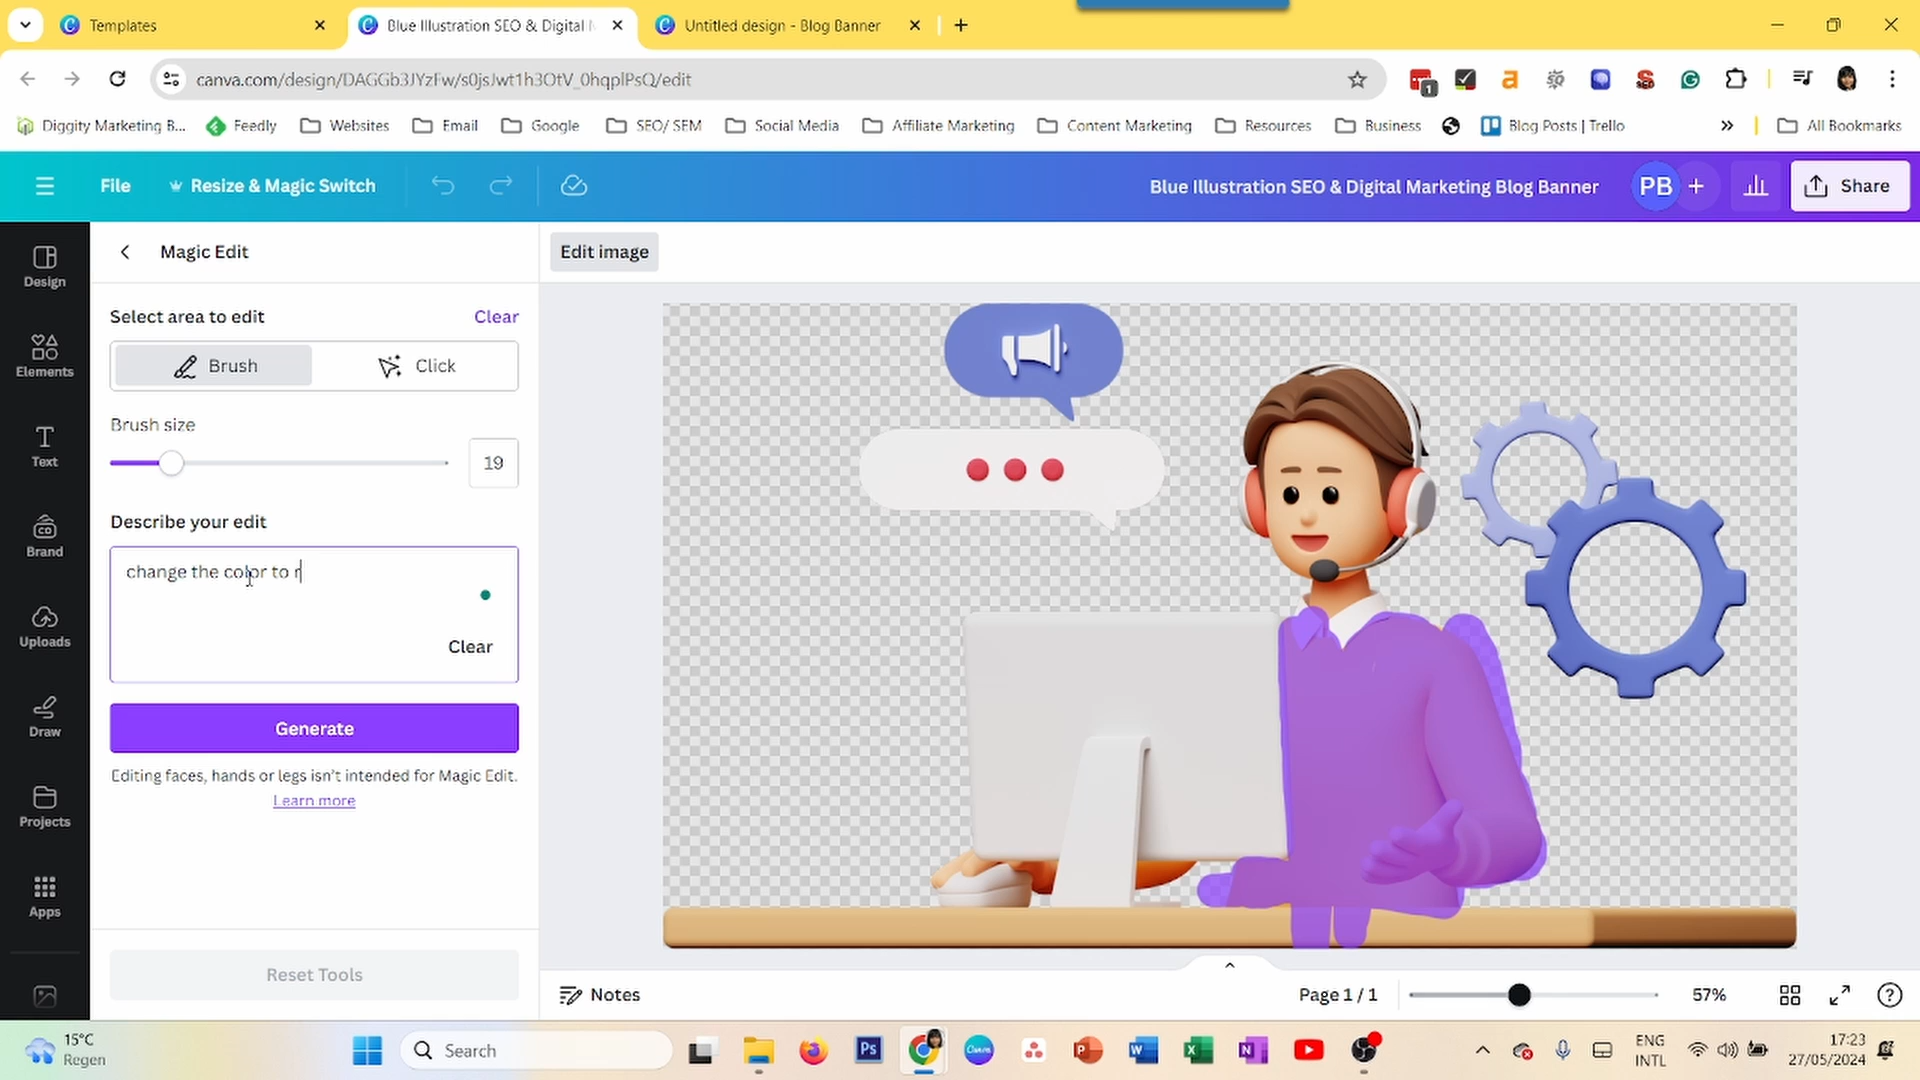 Templates
Blue Illustration SEO & Digital M
Untitled design - Blog Banner
canva.com/design/DAGGb3JYzFw/s0jsJwt1h3OtV_0hqplPsQ/edit
1
Diggity Marketing B...
Feedly
Websites
Email
Google
SEO/ SEM
Social Media
Affiliate Marketing
Content Marketing
Resources
Business
Blog Posts | Trello
All Bookmarks
File
Resize & Magic Switch
Blue Illustration SEO & Digital Marketing Blog Banner
PB
Share
Design
Elements
Text
Brand
Uploads
Draw
Projects
Apps
Magic Edit
Edit image
Select area to edit
Clear
Brush
Click
Brush size
19
Describe your edit
change the color to r
Clear
Generate
Editing faces, hands or legs isn't intended for Magic Edit.
Learn more
Reset Tools
Notes
Page 1 / 1
57%
15°C
Regen
Search
Ps
Canva
ENG
INTL
17:23
27/05/2024